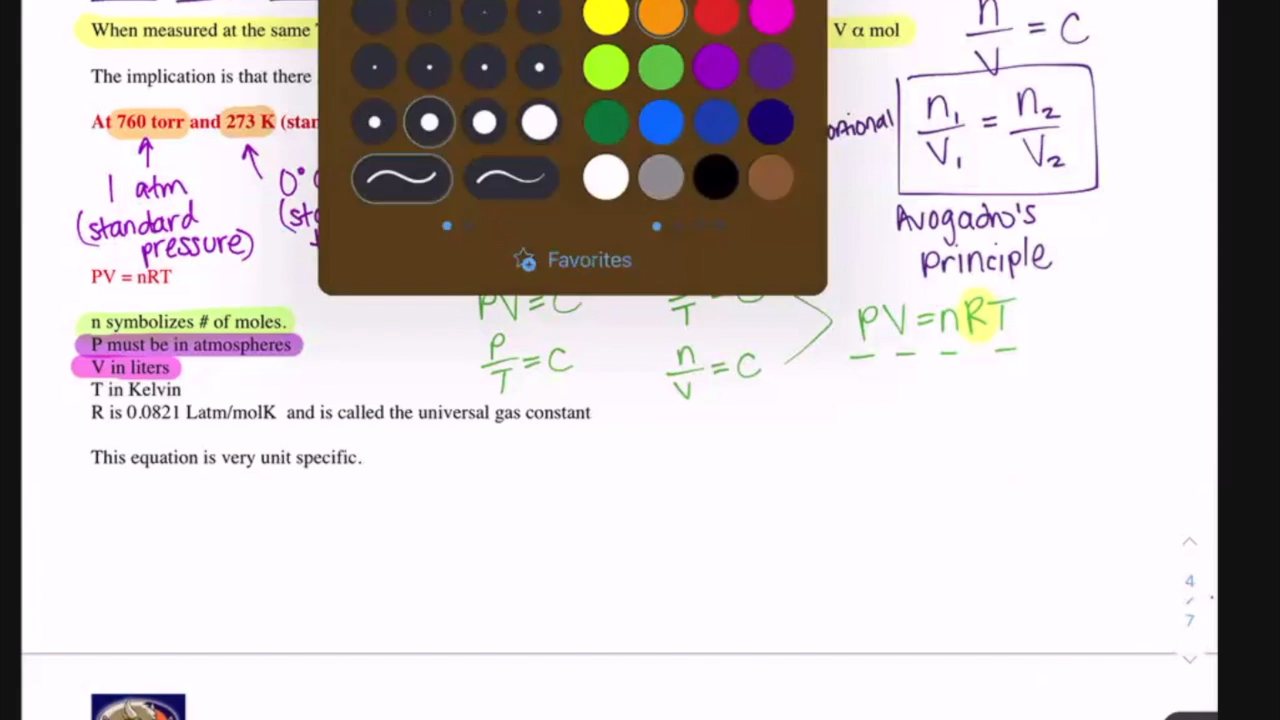 When measured at the same
V α mol
n/V = C
The implication is that there
At 760 torr and 273 K (stan
ortional
n₁/V₁ = n₂/V₂
1 atm
(standard
pressure)
0°
Avogadro's
principle
Favorites
PV = nRT
PV = C
PV=nRT
n symbolizes # of moles.
P must be in atmospheres
P/T = C
n/V = C
V in liters
T in Kelvin
R is 0.0821 Latm/molK and is called the universal gas constant
This equation is very unit specific.
4
/
7